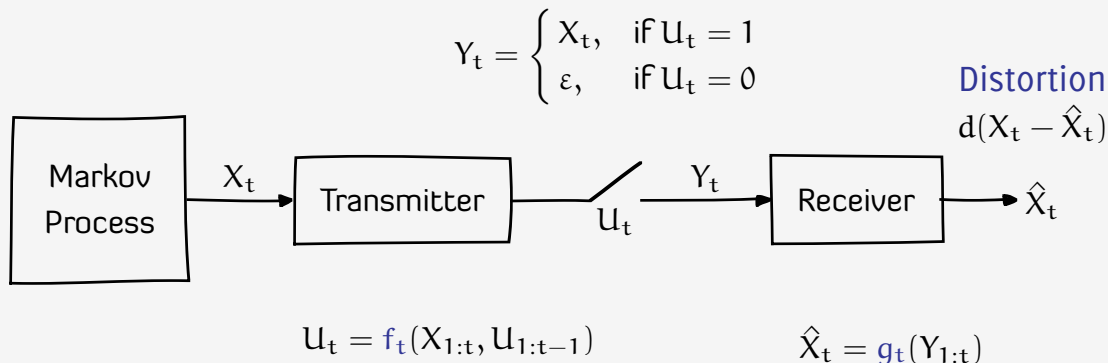 Y_t = { X_t, if U_t = 1
ε, if U_t = 0
Distortion
d(X_t − X̂_t)
Markov
Process
X_t
Transmitter
U_t
Y_t
Receiver
X̂_t
U_t = f_t(X_{1:t}, U_{1:t−1})
X̂_t = g_t(Y_{1:t})